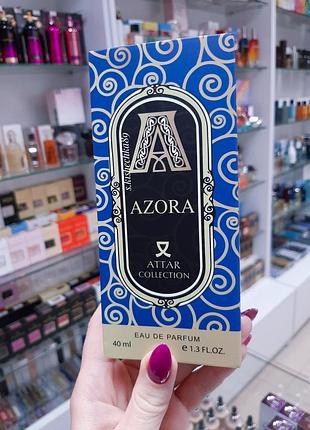 A
AZORA
ATTAR
COLLECTION
EAU DE PARFUM
40 ml e 1.3 FL.OZ.